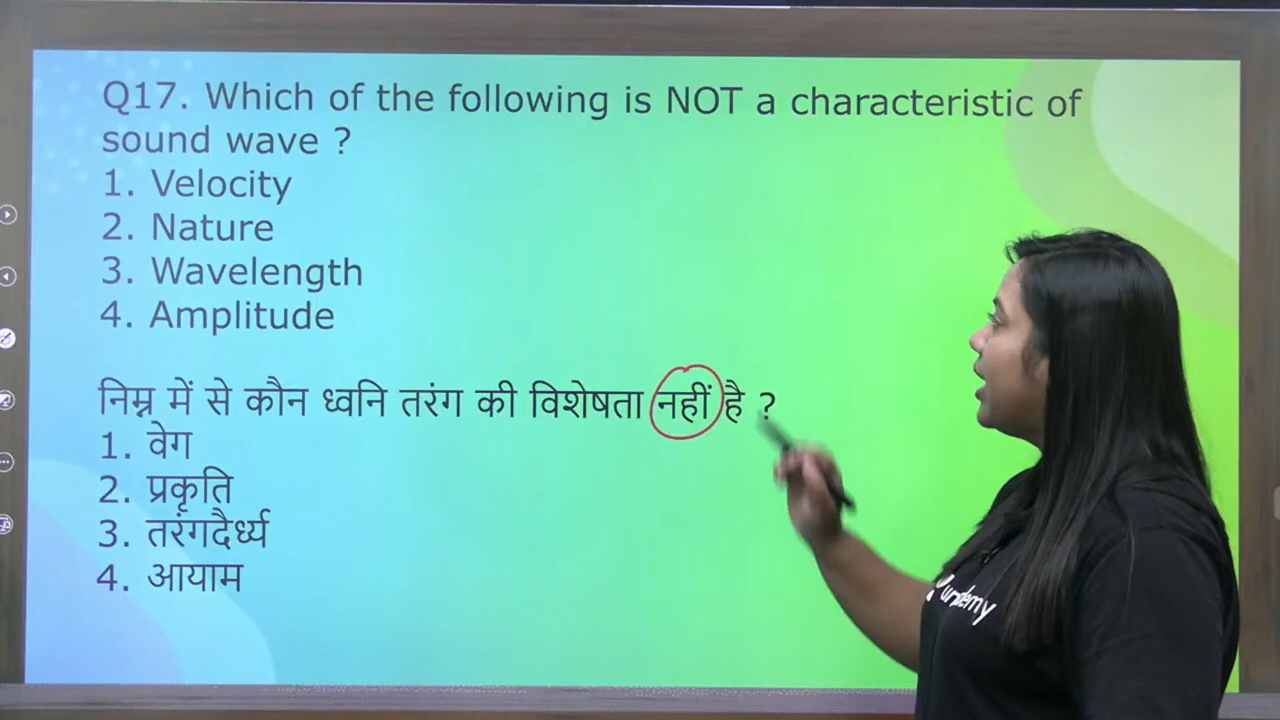 Q17. Which of the following is NOT a characteristic of
sound wave ?
1. Velocity
2. Nature
3. Wavelength
4. Amplitude
निम्न में से कौन ध्वनि तरंग की विशेषता नहीं है ?
1. वेग
2. प्रकृति
3. तरंगदैर्ध्य
4. आयाम